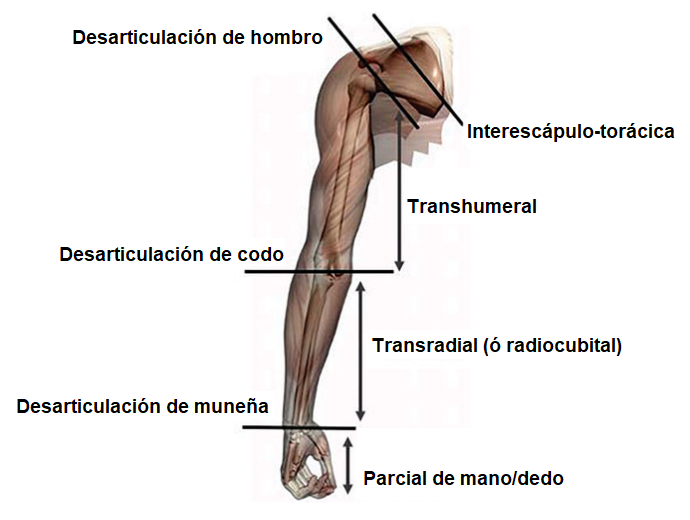 Desarticulación de hombro
Interescápulo-torácica
Transhumeral
Desarticulación de codo
Transradial (ó radiocubital)
Desarticulación de muneña
Parcial de mano/dedo